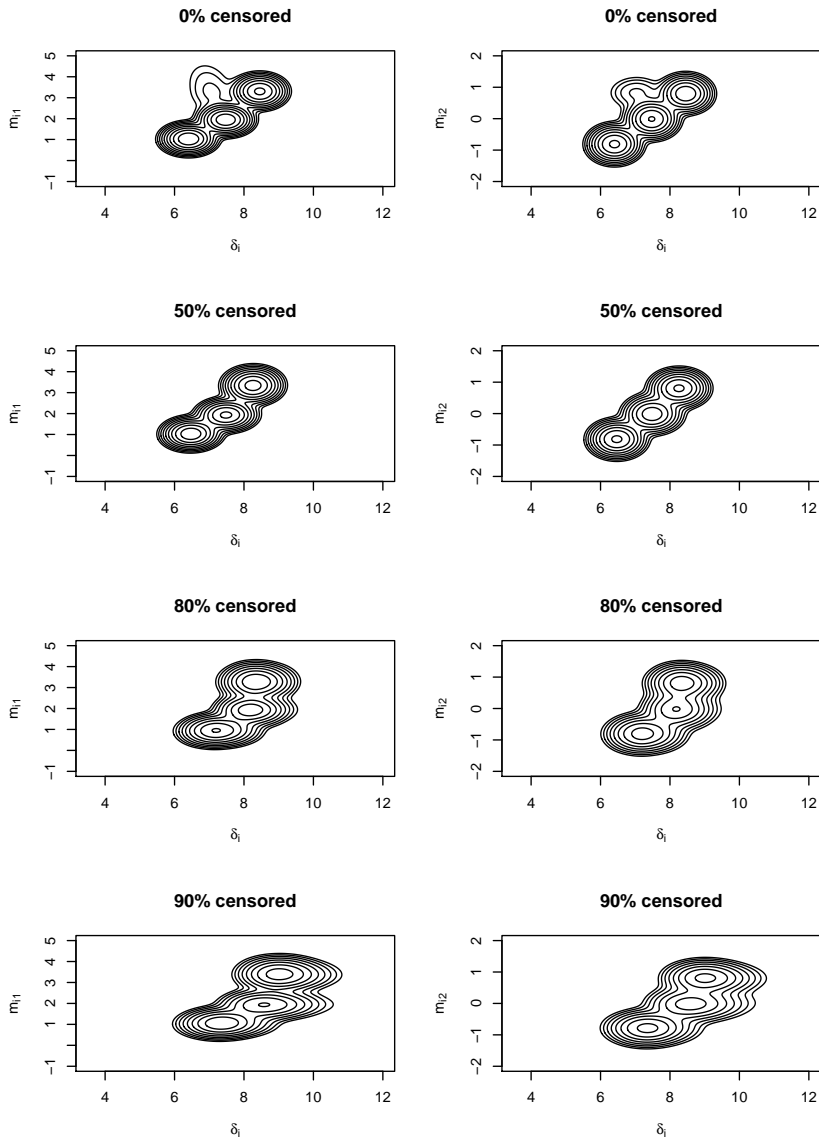 0% censored
m_{i1}
−1 1 2 3 4 5
4 6 8 10 12
δ_i
0% censored
m_{i2}
−2 −1 0 1 2
4 6 8 10 12
δ_i
50% censored
m_{i1}
−1 1 2 3 4 5
4 6 8 10 12
δ_i
50% censored
m_{i2}
−2 −1 0 1 2
4 6 8 10 12
δ_i
80% censored
m_{i1}
−1 1 2 3 4 5
4 6 8 10 12
δ_i
80% censored
m_{i2}
−2 −1 0 1 2
4 6 8 10 12
δ_i
90% censored
m_{i1}
−1 1 2 3 4 5
4 6 8 10 12
δ_i
90% censored
m_{i2}
−2 −1 0 1 2
4 6 8 10 12
δ_i